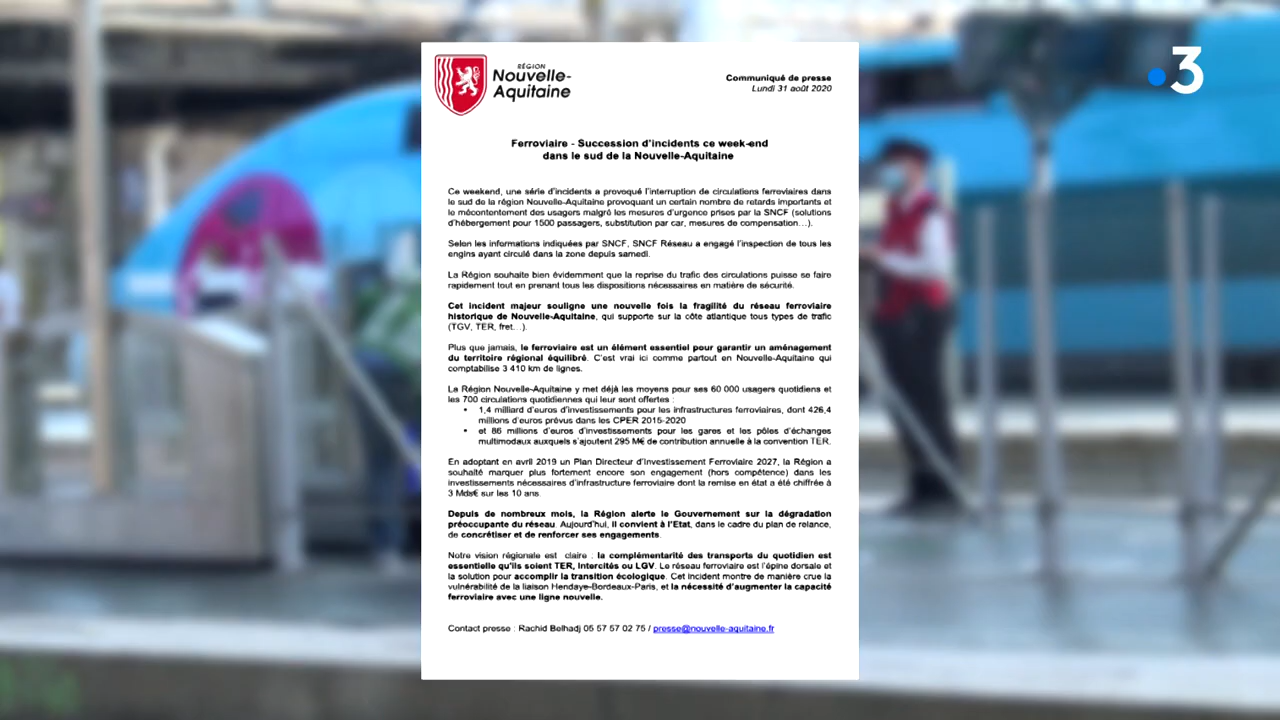 RÉGION
Nouvelle-
Aquitaine
3
Communiqué de presse
Lundi 31 août 2020
Ferroviaire - Succession d'incidents ce week-end
dans le sud de la Nouvelle-Aquitaine
Ce weekend, une série d'incidents a provoqué l'interruption de circulations ferroviaires dans
le sud de la région Nouvelle-Aquitaine provoquant un certain nombre de retards importants et
le mécontentement des usagers malgré les mesures d'urgence prises par la SNCF (solutions
d'hébergement pour 1500 passagers, substitution par car, mesures de compensation…).
Selon les informations indiquées par SNCF, SNCF Réseau a engagé l'inspection de tous les
engins ayant circulé dans la zone depuis samedi.
La Région souhaite bien évidemment que la reprise du trafic des circulations puisse se faire
rapidement tout en prenant tous les dispositions nécessaires en matière de sécurité.
Cet incident majeur souligne une nouvelle fois la fragilité du réseau ferroviaire
historique de Nouvelle-Aquitaine, qui supporte sur la côte atlantique tous types de trafic
(TGV, TER, fret…).
Plus que jamais, le ferroviaire est un élément essentiel pour garantir un aménagement
du territoire régional équilibré. C'est vrai ici comme partout en Nouvelle-Aquitaine qui
comptabilise 3 410 km de lignes.
La Région Nouvelle-Aquitaine y met déjà les moyens pour ses 60 000 usagers quotidiens et
les 700 circulations quotidiennes qui leur sont offertes :
• 1,4 milliard d'euros d'investissements pour les infrastructures ferroviaires, dont 426,4
millions d'euros prévus dans les CPER 2015-2020
• et 86 millions d'euros d'investissements pour les gares et les pôles d'échanges
multimodaux auxquels s'ajoutent 295 M€ de contribution annuelle à la convention TER.
En adoptant en avril 2019 un Plan Directeur d'Investissement Ferroviaire 2027, la Région a
souhaité marquer plus fortement encore son engagement (hors compétence) dans les
investissements nécessaires d'infrastructure ferroviaire dont la remise en état a été chiffrée à
3 Mds€ sur les 10 ans.
Depuis de nombreux mois, la Région alerte le Gouvernement sur la dégradation
préoccupante du réseau. Aujourd'hui, il convient à l'Etat, dans le cadre du plan de relance,
de concrétiser et de renforcer ses engagements.
Notre vision régionale est claire : la complémentarité des transports du quotidien est
essentielle qu'ils soient TER, Intercités ou LGV. Le réseau ferroviaire est l'épine dorsale et
la solution pour accomplir la transition écologique. Cet incident montre de manière crue la
vulnérabilité de la liaison Hendaye-Bordeaux-Paris, et la nécessité d'augmenter la capacité
ferroviaire avec une ligne nouvelle.
Contact presse : Rachid Belhadj 05 57 57 02 75 / presse@nouvelle-aquitaine.fr